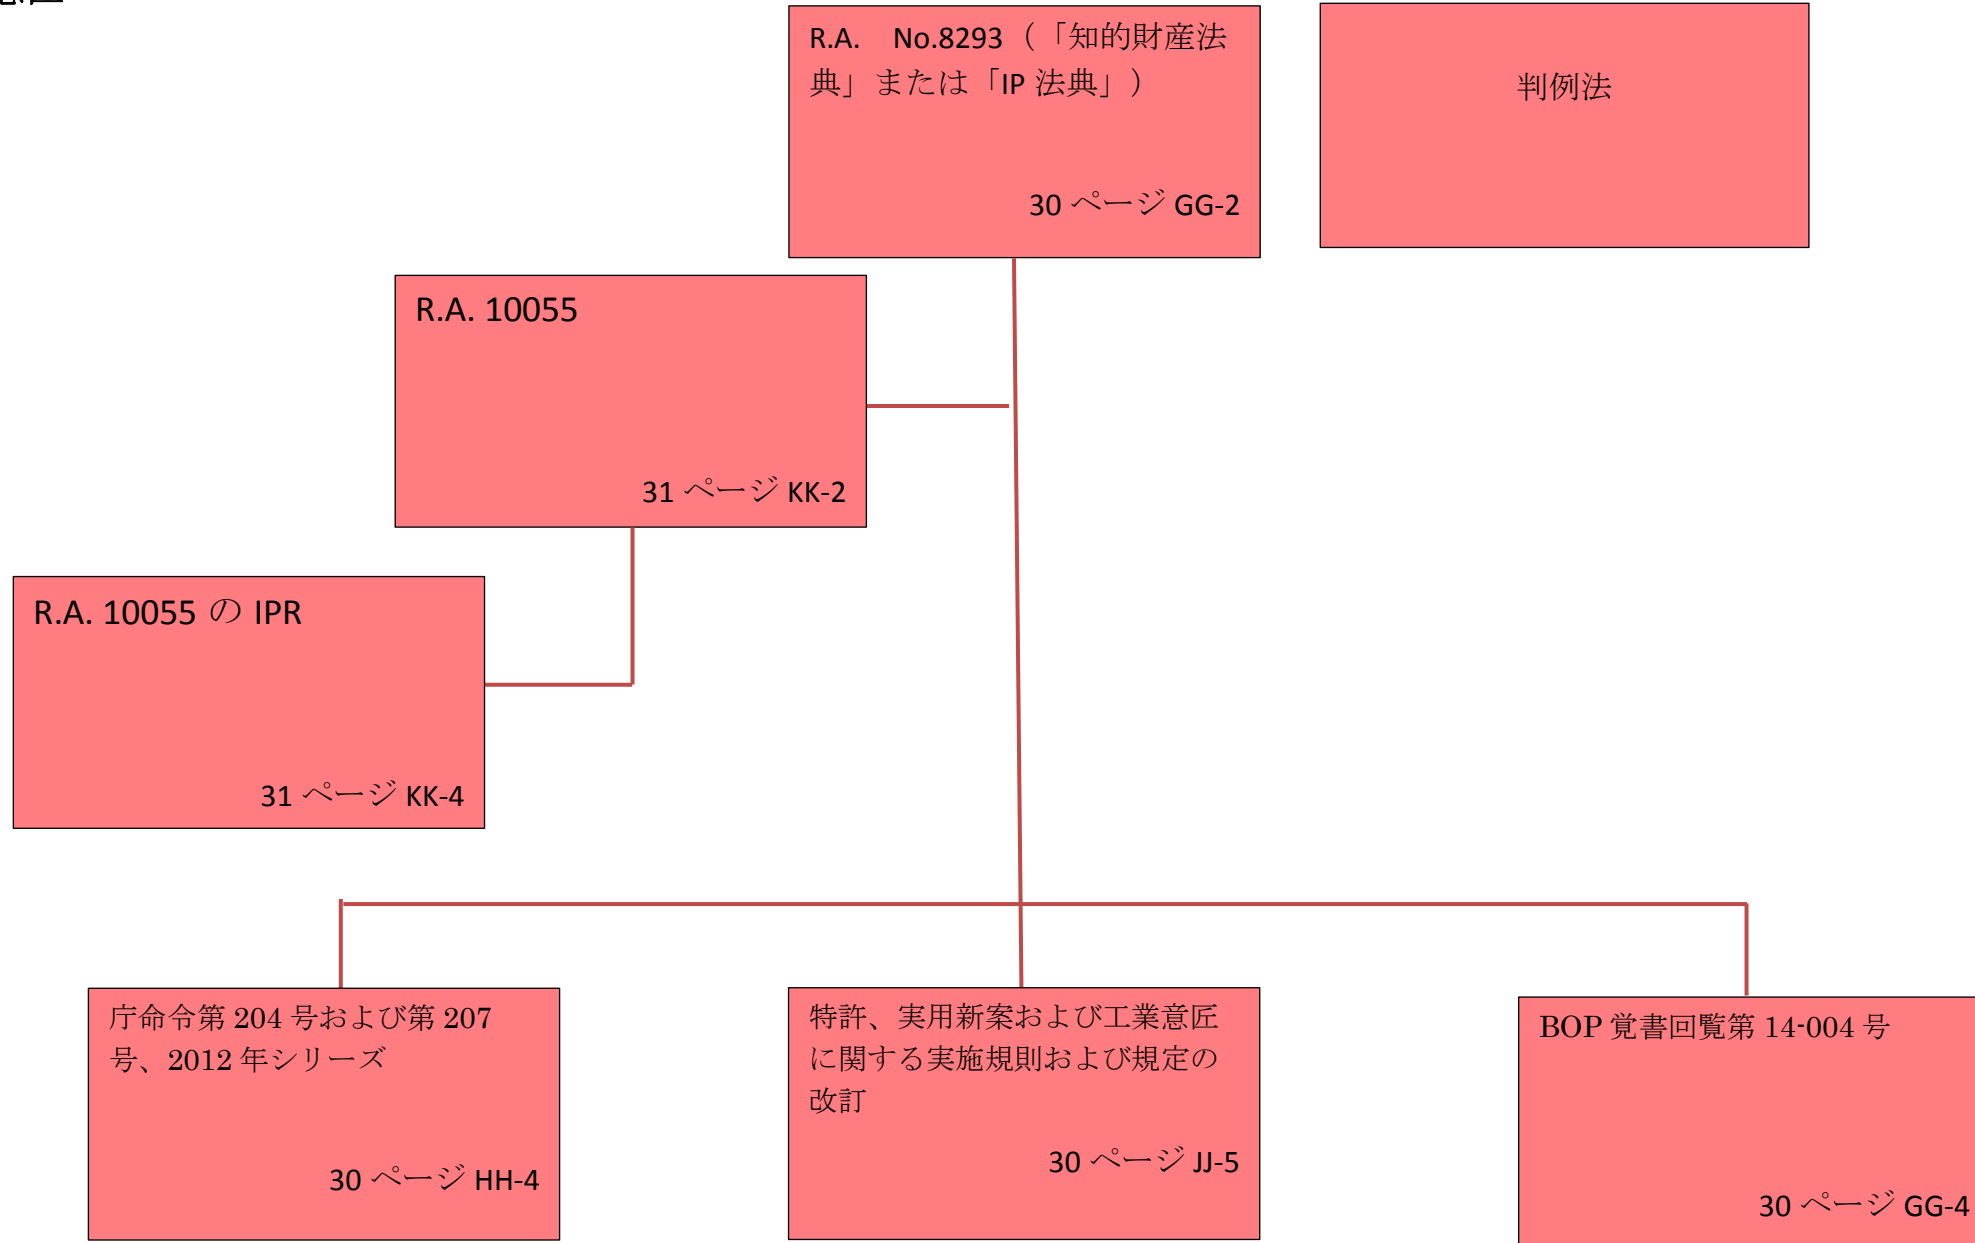 R.A. No.8293（「知的財産法
典」または「IP 法典」）
30 ページ GG-2
判例法
R.A. 10055
31 ページ KK-2
R.A. 10055 の IPR
31 ページ KK-4
庁命令第 204 号および第 207
号、2012 年シリーズ
30 ページ HH-4
特許、実用新案および工業意匠
に関する実施規則および規定の
改訂
30 ページ JJ-5
BOP 覚書回覧第 14-004 号
30 ページ GG-4